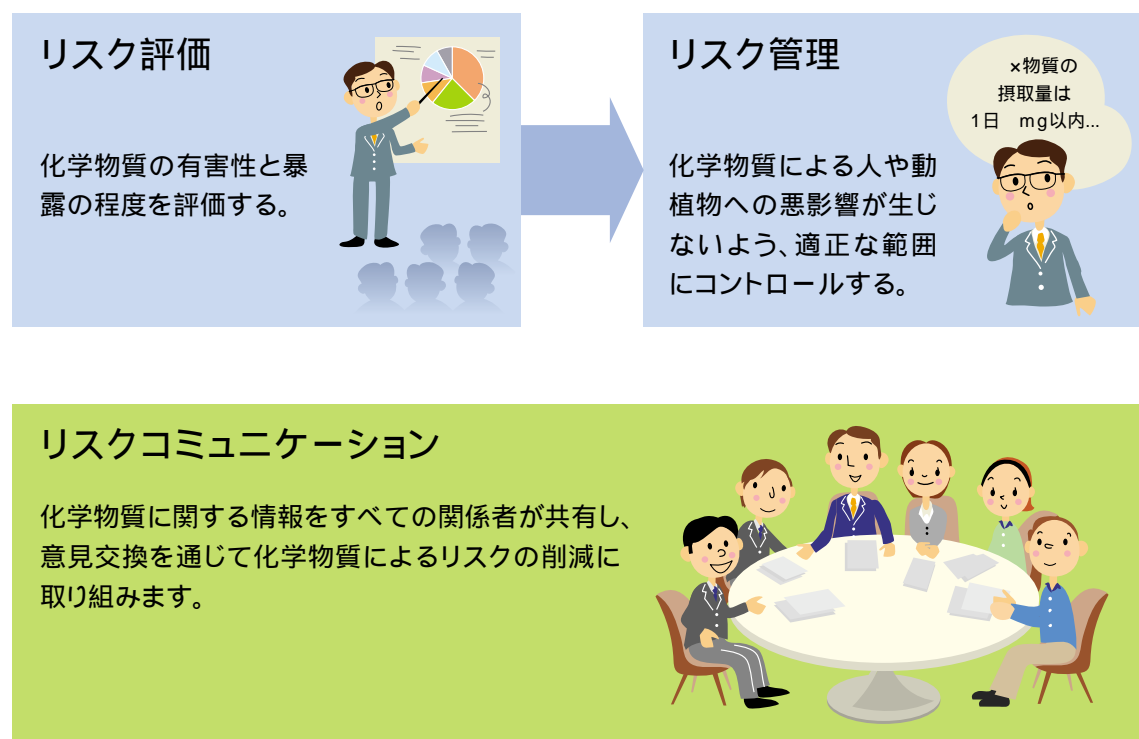 リスク評価
化学物質の有害性と暴
露の程度を評価する。
リスク管理
×物質の
摂取量は
1日 mg以内...
化学物質による人や動
植物への悪影響が生じ
ないよう、適正な範囲
にコントロールする。
リスクコミュニケーション
化学物質に関する情報をすべての関係者が共有し、
意見交換を通じて化学物質によるリスクの削減に
取り組みます。